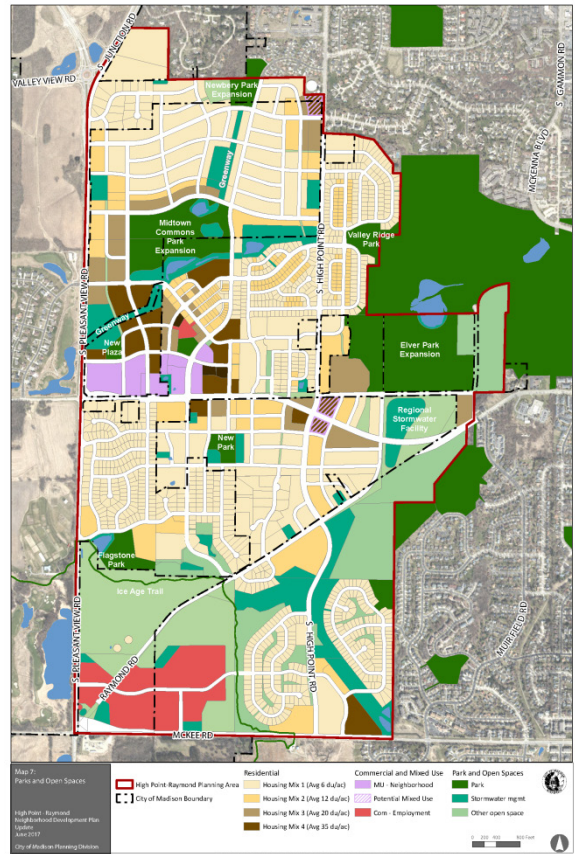 S. JUNCTION RD
VALLEY VIEW RD
S. GAMMON RD
MCKENNA BLVD
Newbery Park
Expansion
Greenway
Midtown
Commons
Park
Expansion
Valley Ridge
Park
S. HIGH POINT RD
S. PLEASANT VIEW RD
Greenway
New
Plaza
Elver Park
Expansion
Regional
Stormwater
Facility
New
Park
Flagstone
Park
Ice Age Trail
S. PLEASANT VIEW RD
RAYMOND RD
S. HIGH POINT RD
MUIRFIELD RD
MCKEE RD
Map 7:
Parks and Open Spaces
High Point - Raymond
Neighborhood Development Plan
Update
June 2017
City of Madison Planning Division
High Point-Raymond Planning Area
City of Madison Boundary
Residential
Housing Mix 1 (Avg 6 du/ac)
Housing Mix 2 (Avg 12 du/ac)
Housing Mix 3 (Avg 20 du/ac)
Housing Mix 4 (Avg 35 du/ac)
Commercial and Mixed Use
MU - Neighborhood
Potential Mixed Use
Com - Employment
Park and Open Spaces
Park
Stormwater mgmt
Other open space